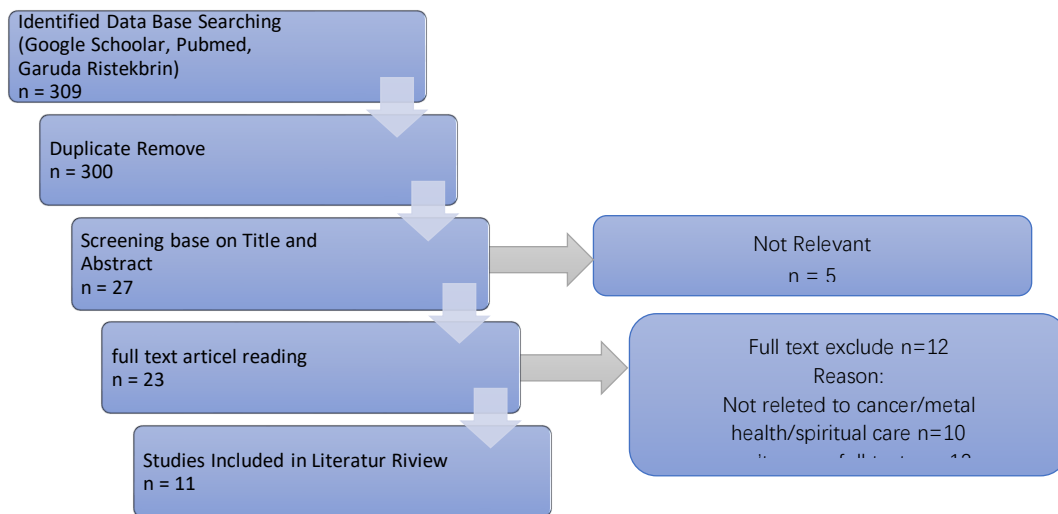 Identified Data Base Searching
(Google Schoolar, Pubmed,
Garuda Ristekbrin)
n = 309
Duplicate Remove
n = 300
Screening base on Title and
Abstract
n = 27
Not Relevant
n = 5
full text articel reading
n = 23
Full text exclude n=12
Reason:
Not releted to cancer/metal
health/spiritual care n=10
Studies Included in Literatur Riview
n = 11